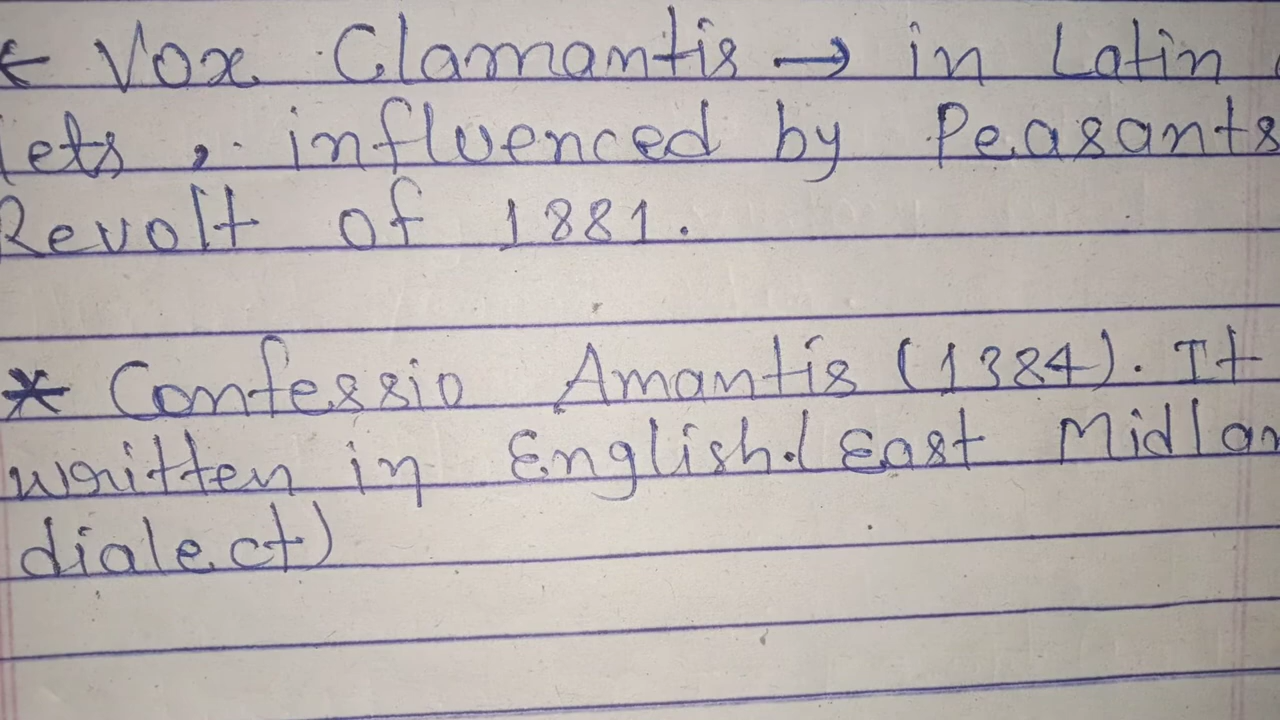 * Vox Clamantis → in Latin
lets, influenced by Peasants
Revolt of 1881.
* Confessio Amantis (1384). It
written in English. (East Midlan
dialect)